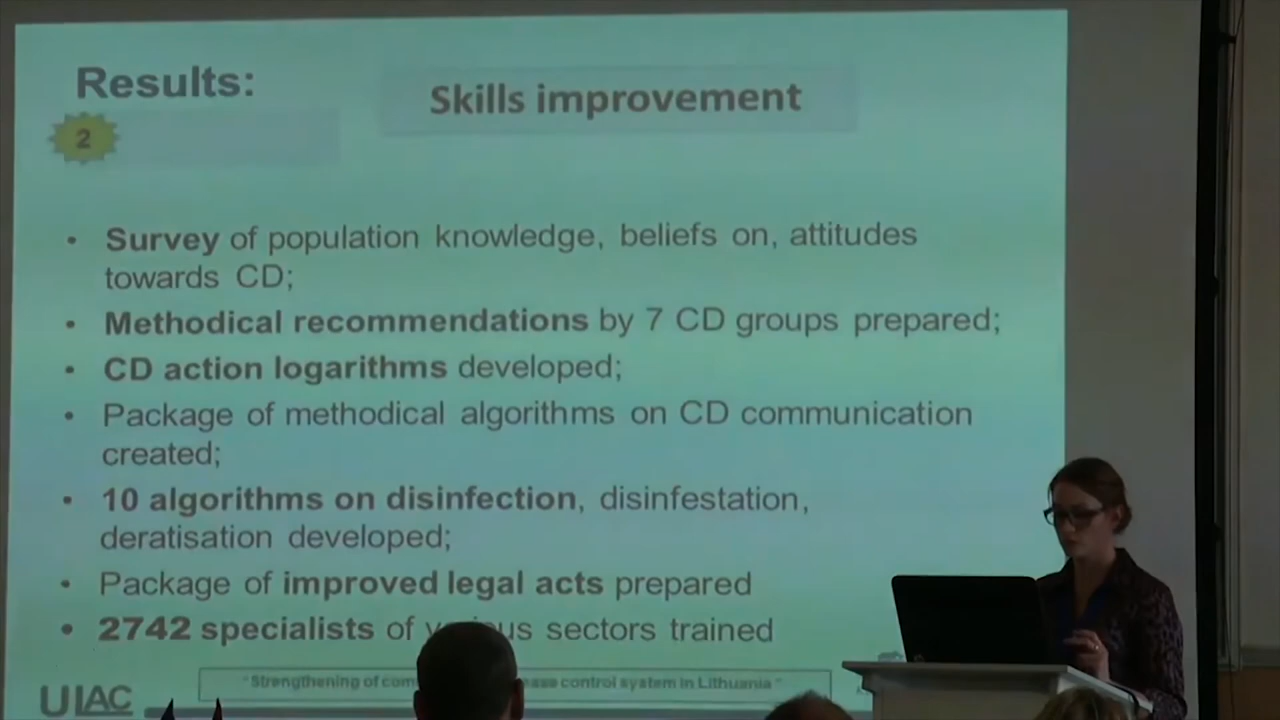 Results:
Skills improvement
2
• Survey of population knowledge, beliefs on, attitudes
towards CD;
• Methodical recommendations by 7 CD groups prepared;
• CD action logarithms developed;
• Package of methodical algorithms on CD communication
created;
• 10 algorithms on disinfection, disinfestation,
deratisation developed;
• Package of improved legal acts prepared
• 2742 specialists of various sectors trained
"Strengthening of control system in Lithuania"
ULAC